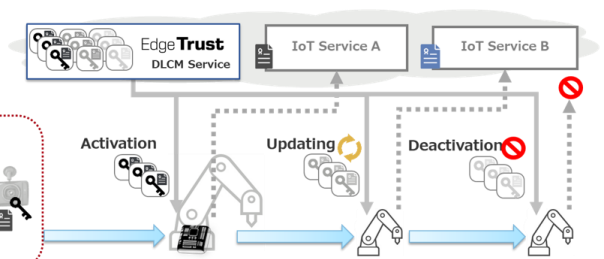 EdgeTrust
DLCM Service
IoT Service A
IoT Service B
Activation
Updating
Deactivation